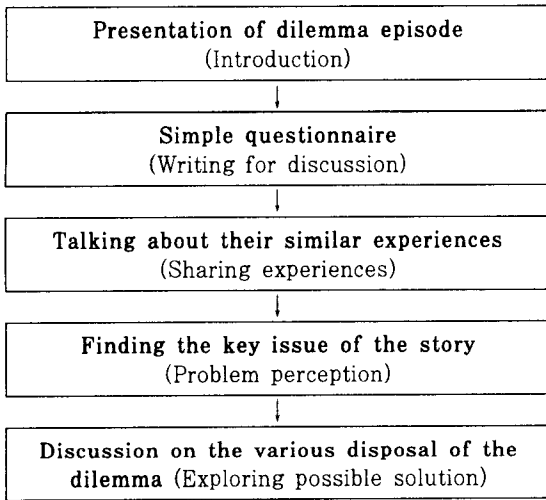 Presentation of dilemma episode
(Introduction)
Simple questionnaire
(Writing for discussion)
Talking about their similar experiences
(Sharing experiences)
Finding the key issue of the story
(Problem perception)
Discussion on the various disposal of the
dilemma (Exploring possible solution)